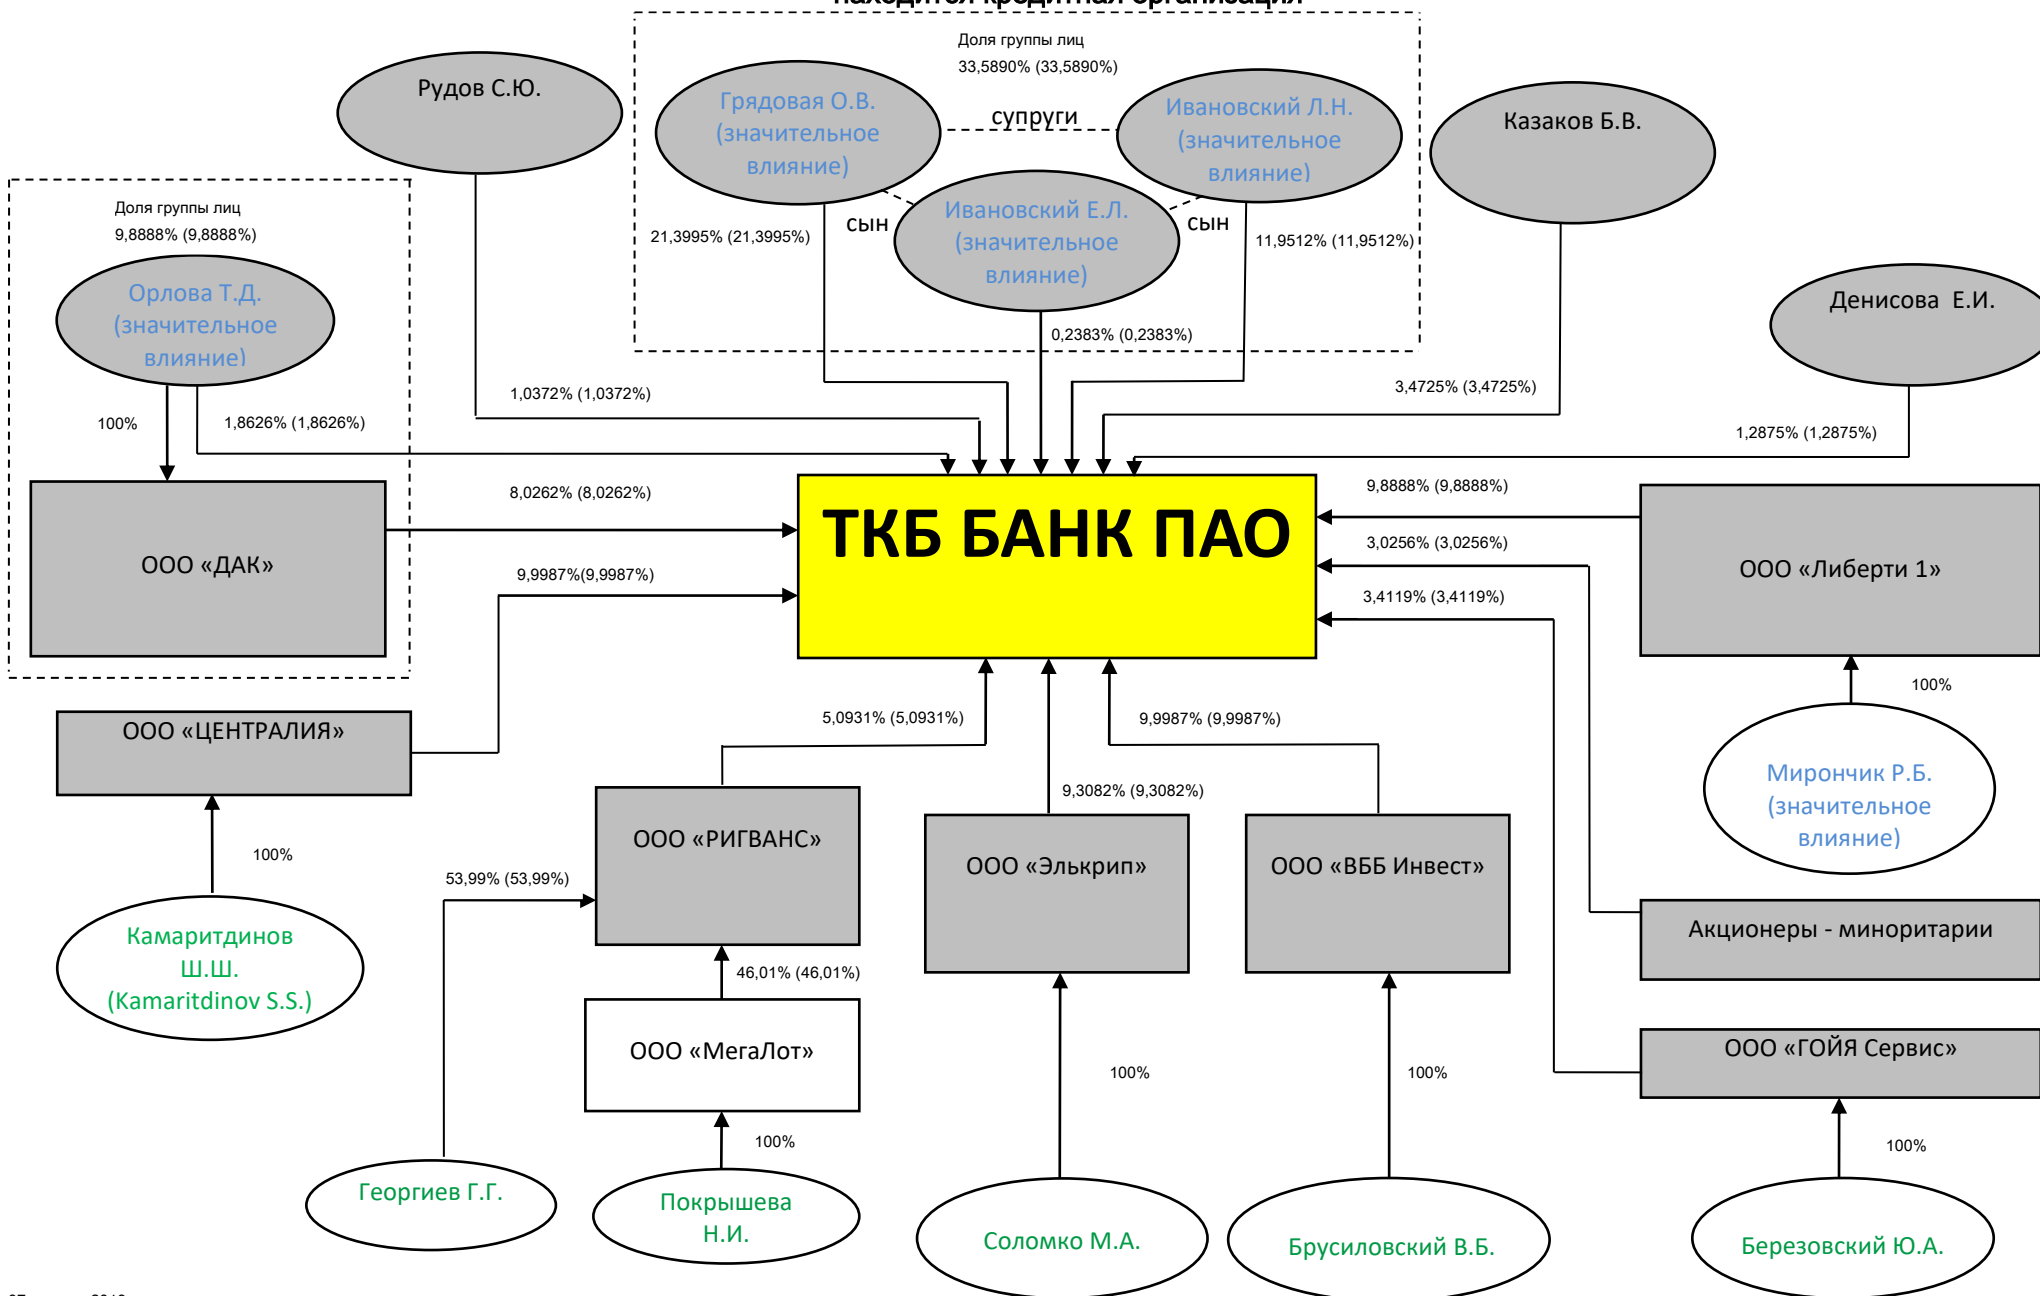 находится кредитная организация
Доля группы лиц
33,5890% (33,5890%)
Рудов С.Ю.
Грядовая О.В.
(значительное
влияние)
супруги
Ивановский Л.Н.
(значительное
влияние)
Казаков Б.В.
Доля группы лиц
9,8888% (9,8888%)
21,3995% (21,3995%)
сын
Ивановский Е.Л.
(значительное
влияние)
сын
11,9512% (11,9512%)
Орлова Т.Д.
(значительное
влияние)
Денисова Е.И.
0,2383% (0,2383%)
100%
1,8626% (1,8626%)
1,0372% (1,0372%)
3,4725% (3,4725%)
1,2875% (1,2875%)
8,0262% (8,0262%)
ТКБ БАНК ПАО
9,8888% (9,8888%)
ООО «ДАК»
9,9987%(9,9987%)
3,0256% (3,0256%)
ООО «Либерти 1»
3,4119% (3,4119%)
100%
ООО «ЦЕНТРАЛИЯ»
5,0931% (5,0931%)
9,9987% (9,9987%)
Мирончик Р.Б.
(значительное
влияние)
9,3082% (9,3082%)
100%
ООО «РИГВАНС»
ООО «Элькрип»
ООО «ВББ Инвест»
53,99% (53,99%)
Камаритдинов
Ш.Ш.
(Kamaritdinov S.S.)
Акционеры - миноритарии
46,01% (46,01%)
ООО «МегаЛот»
ООО «ГОЙЯ Сервис»
100%
100%
100%
100%
Георгиев Г.Г.
Покрышева
Н.И.
Соломко М.А.
Брусиловский В.Б.
Березовский Ю.А.